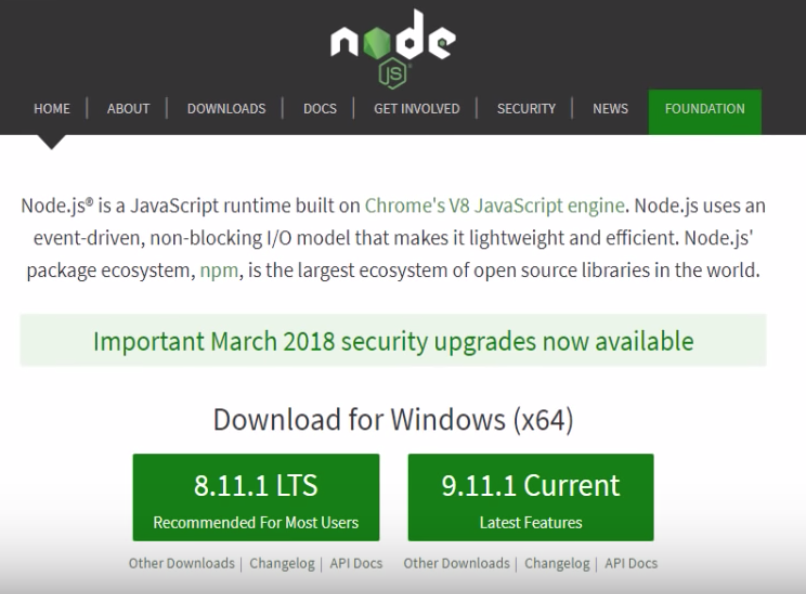 node
JS
HOME | ABOUT | DOWNLOADS | DOCS | GET INVOLVED | SECURITY | NEWS FOUNDATION
Node.js® is a JavaScript runtime built on Chrome's V8 JavaScript engine. Node.js uses an
event-driven, non-blocking I/O model that makes it lightweight and efficient. Node.js'
package ecosystem, npm, is the largest ecosystem of open source libraries in the world.
Important March 2018 security upgrades now available
Download for Windows (x64)
8.11.1 LTS
Recommended For Most Users
9.11.1 Current
Latest Features
Other Downloads | Changelog | API Docs
Other Downloads | Changelog | API Docs